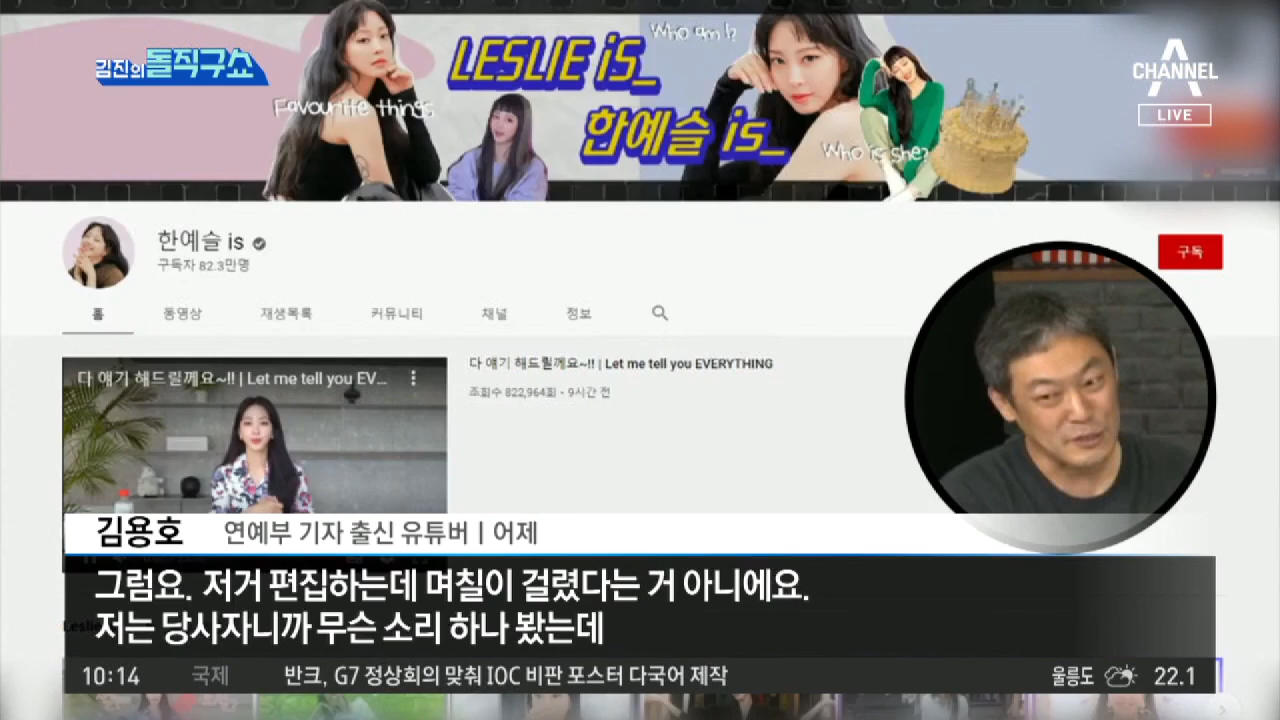 김진의 돌직구쇼
CHANNEL A
LIVE
Favourite things
LESLIE iS_
Who am I?
한예슬 is_
Who is she?
한예슬 is
구독자 82.3만명
구독
홈
동영상
재생목록
커뮤니티
채널
정보
다 얘기 해드릴께요~!! | Let me tell you EV...
다 얘기 해드릴께요~!! | Let me tell you EVERYTHING
조회수 822,964회 • 9시간 전
김용호 연예부 기자 출신 유튜버 | 어제
그럼요. 저거 편집하는데 며칠이 걸렸다는 거 아니에요.
저는 당사자니까 무슨 소리 하나 봤는데
Leslie
10:14 국제 반크, G7 정상회의 맞춰 IOC 비판 포스터 다국어 제작 울릉도 22.1